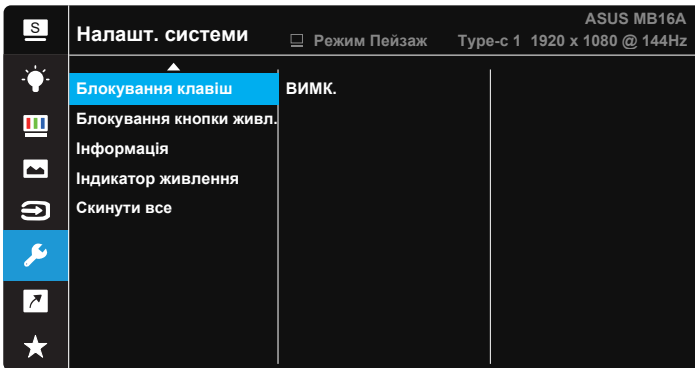 S
ASUS MB16A
Налашт. системи
Режим Пейзаж Type-c 1 1920 x 1080 @ 144Hz
Блокування клавіш ВИМК.
Блокування кнопки живл.
Інформація
Індикатор живлення
Скинути все